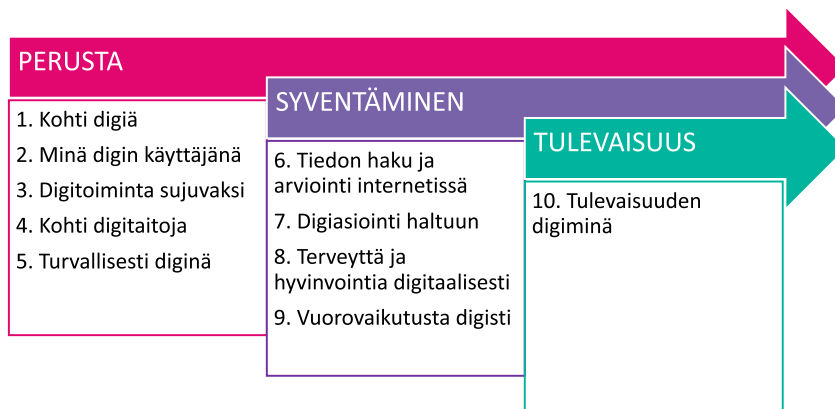 PERUSTA
1. Kohti digiä
2. Minä digin käyttäjänä
3. Digitoiminta sujuvaksi
4. Kohti digitaitoja
5. Turvallisesti diginä
SYVENTÄMINEN
6. Tiedon haku ja
arviointi internetissä
7. Digiasiointi haltuun
8. Terveyttä ja
hyvinvointia digitaalisesti
9. Vuorovaikutusta digisti
TULEVAISUUS
10. Tulevaisuuden
digiminä